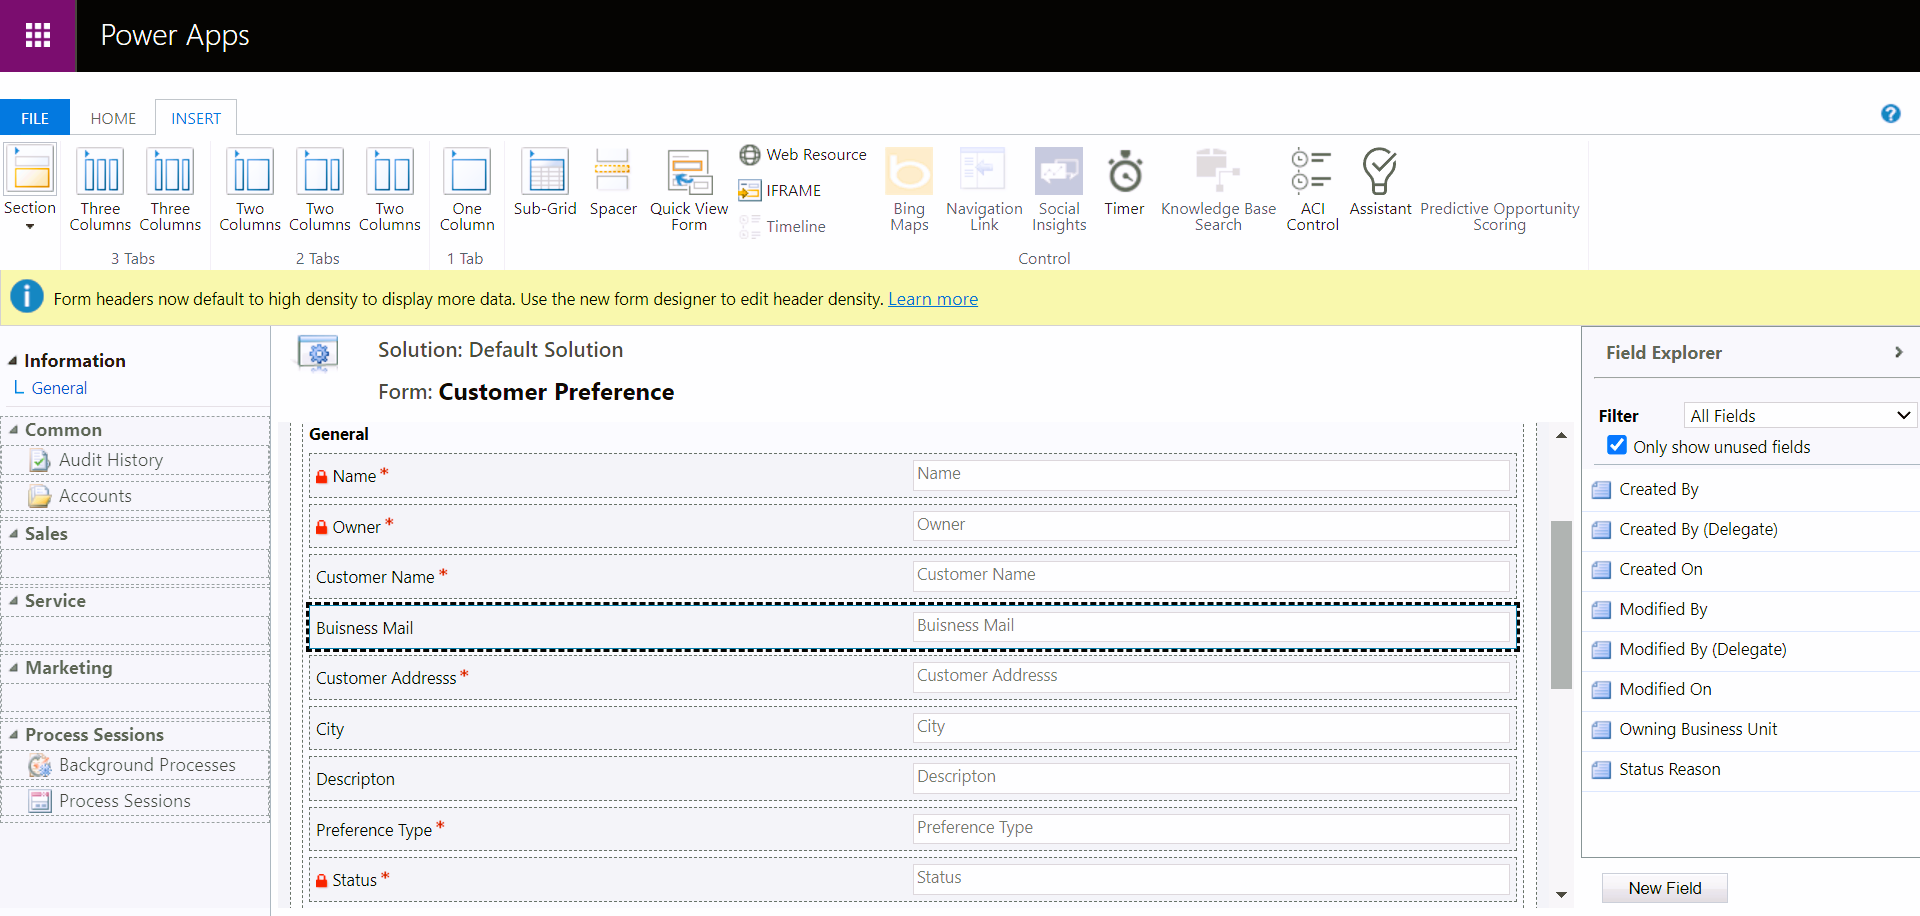 Power Apps
FILE
HOME
INSERT
Section
Three Columns
Three Columns
3 Tabs
Two Columns
Two Columns
Two Columns
2 Tabs
One Column
1 Tab
Sub-Grid
Spacer
Quick View Form
Web Resource
IFRAME
Timeline
Bing Maps
Navigation Link
Social Insights
Timer
Knowledge Base Search
ACI Control
Assistant
Predictive Opportunity Scoring
Control
Form headers now default to high density to display more data. Use the new form designer to edit header density. Learn more
Information
General
Common
Audit History
Accounts
Sales
Service
Marketing
Process Sessions
Background Processes
Process Sessions
Solution: Default Solution
Form: Customer Preference
General
Name * Name
Owner * Owner
Customer Name * Customer Name
Buisness Mail Buisness Mail
Customer Addresss * Customer Addresss
City City
Descripton Descripton
Preference Type * Preference Type
Status * Status
Field Explorer
Filter All Fields
Only show unused fields
Created By
Created By (Delegate)
Created On
Modified By
Modified By (Delegate)
Modified On
Owning Business Unit
Status Reason
New Field